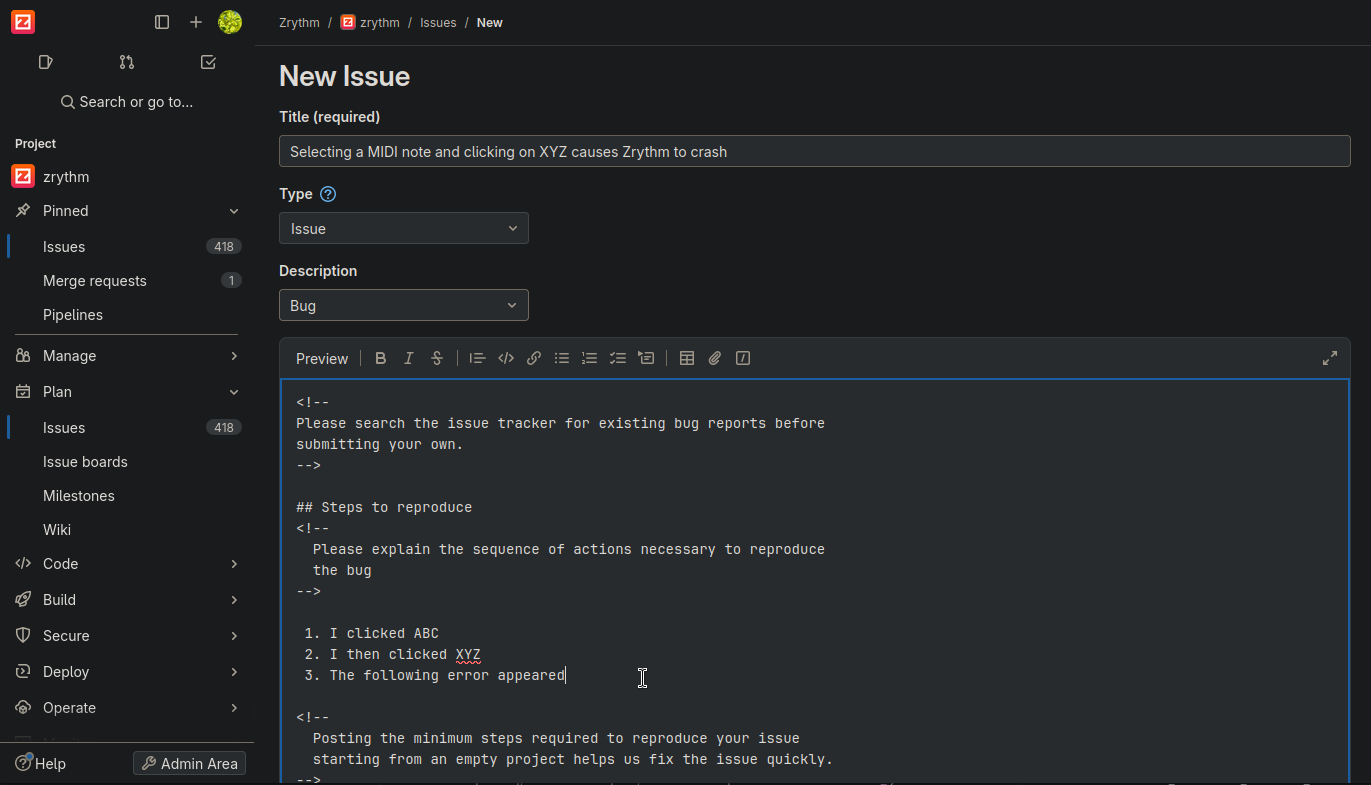 Zrythm / zrythm / Issues / New
Search or go to...
Project
zrythm
Pinned
Issues 418
Merge requests 1
Pipelines
Manage
Plan
Issues 418
Issue boards
Milestones
Wiki
Code
Build
Secure
Deploy
Operate
Help
Admin Area
New Issue
Title (required)
Selecting a MIDI note and clicking on XYZ causes Zrythm to crash
Type
Issue
Description
Bug
Preview
<!--
Please search the issue tracker for existing bug reports before
submitting your own.
-->
## Steps to reproduce
<!--
Please explain the sequence of actions necessary to reproduce
the bug
-->
1. I clicked ABC
2. I then clicked XYZ
3. The following error appeared
<!--
Posting the minimum steps required to reproduce your issue
starting from an empty project helps us fix the issue quickly.
-->